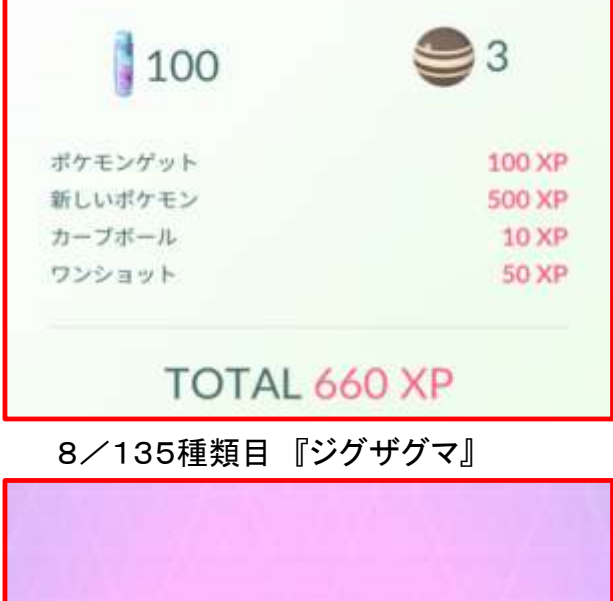 100 3
ポケモンゲット 100 XP
新しいポケモン 500 XP
カーブボール 10 XP
ワンショット 50 XP
TOTAL 660 XP
8／135種類目 『ジグザグマ』